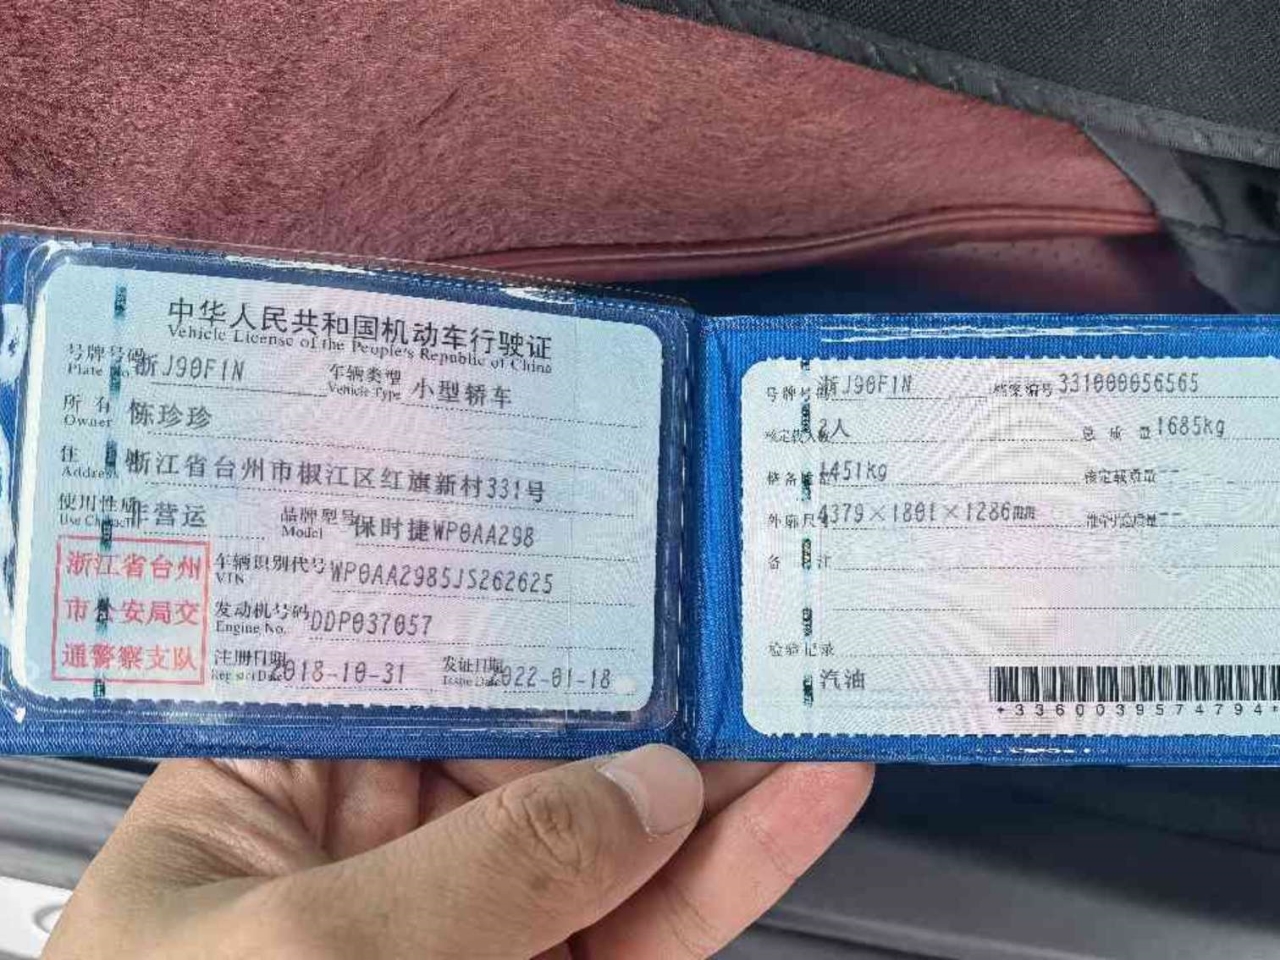 中华人民共和国机动车行驶证
Vehicle License of the People's Republic of China
号牌号码 浙J90F1N 车辆类型 小型轿车
Plate No. Vehicle Type
所有 陈珍珍
Owner
住 浙江省台州市椒江区红旗新村331号
Address
使用性质 非营运 品牌型号 保时捷WP0AA298
Use Character Model
浙江省台州
市公安局交
通警察支队
车辆识别代号 WP0AA2985JS262625
VIN
发动机号码 DDP037057
Engine No.
注册日期 2018-10-31 发证日期 2022-01-18
Register Date Issue Date
号牌号码 浙J90F1N 档案编号 331000056565
核定载人数 2人 总质量 1685kg
整备质量 1451kg 核定载质量 --
外廓尺寸 4379×1801×1286mm 准牵引总质量 --
备注
检验记录
汽油
*3360039574794*